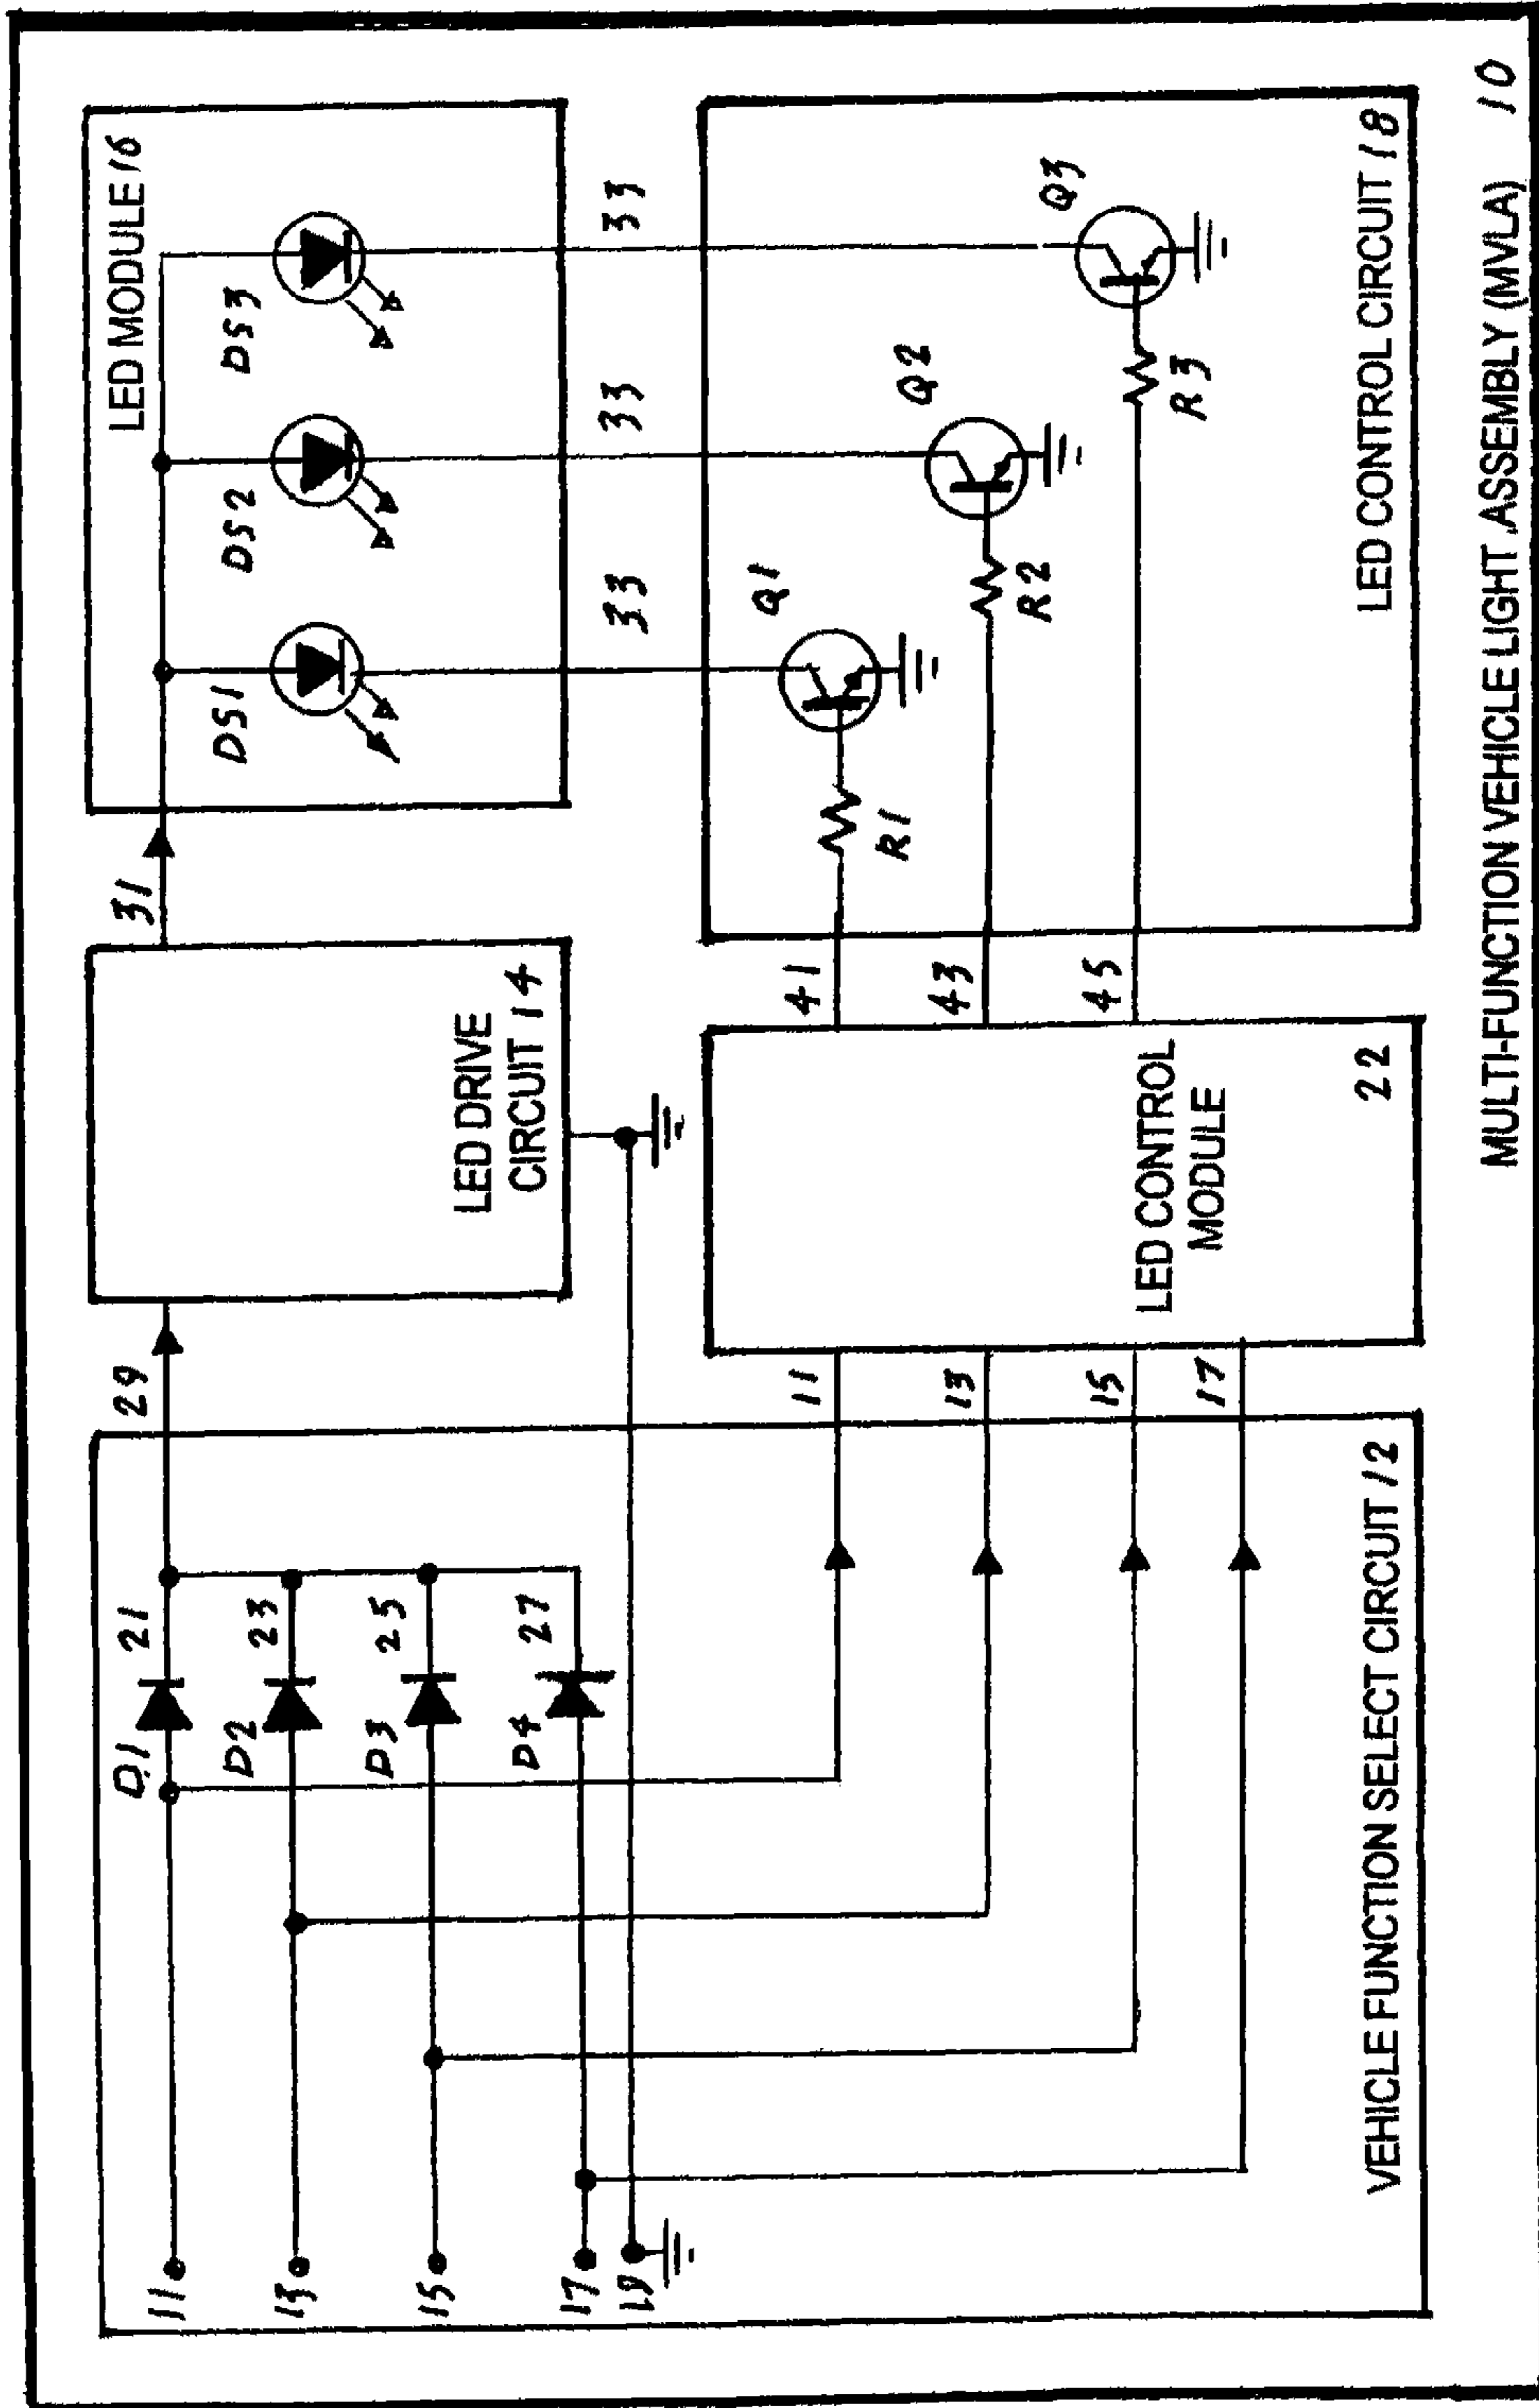 11
13
15
17
19
D1
21
D2
23
D3
25
D4
27
11
13
15
17
VEHICLE FUNCTION SELECT CIRCUIT 12
29
LED DRIVE
CIRCUIT 14
31
LED MODULE 16
DS1
DS2
DS3
33
33
33
LED CONTROL
MODULE
22
41
43
45
R1
Q1
R2
Q2
R3
Q3
LED CONTROL CIRCUIT 18
MULTI-FUNCTION VEHICLE LIGHT ASSEMBLY (MVLA) 10